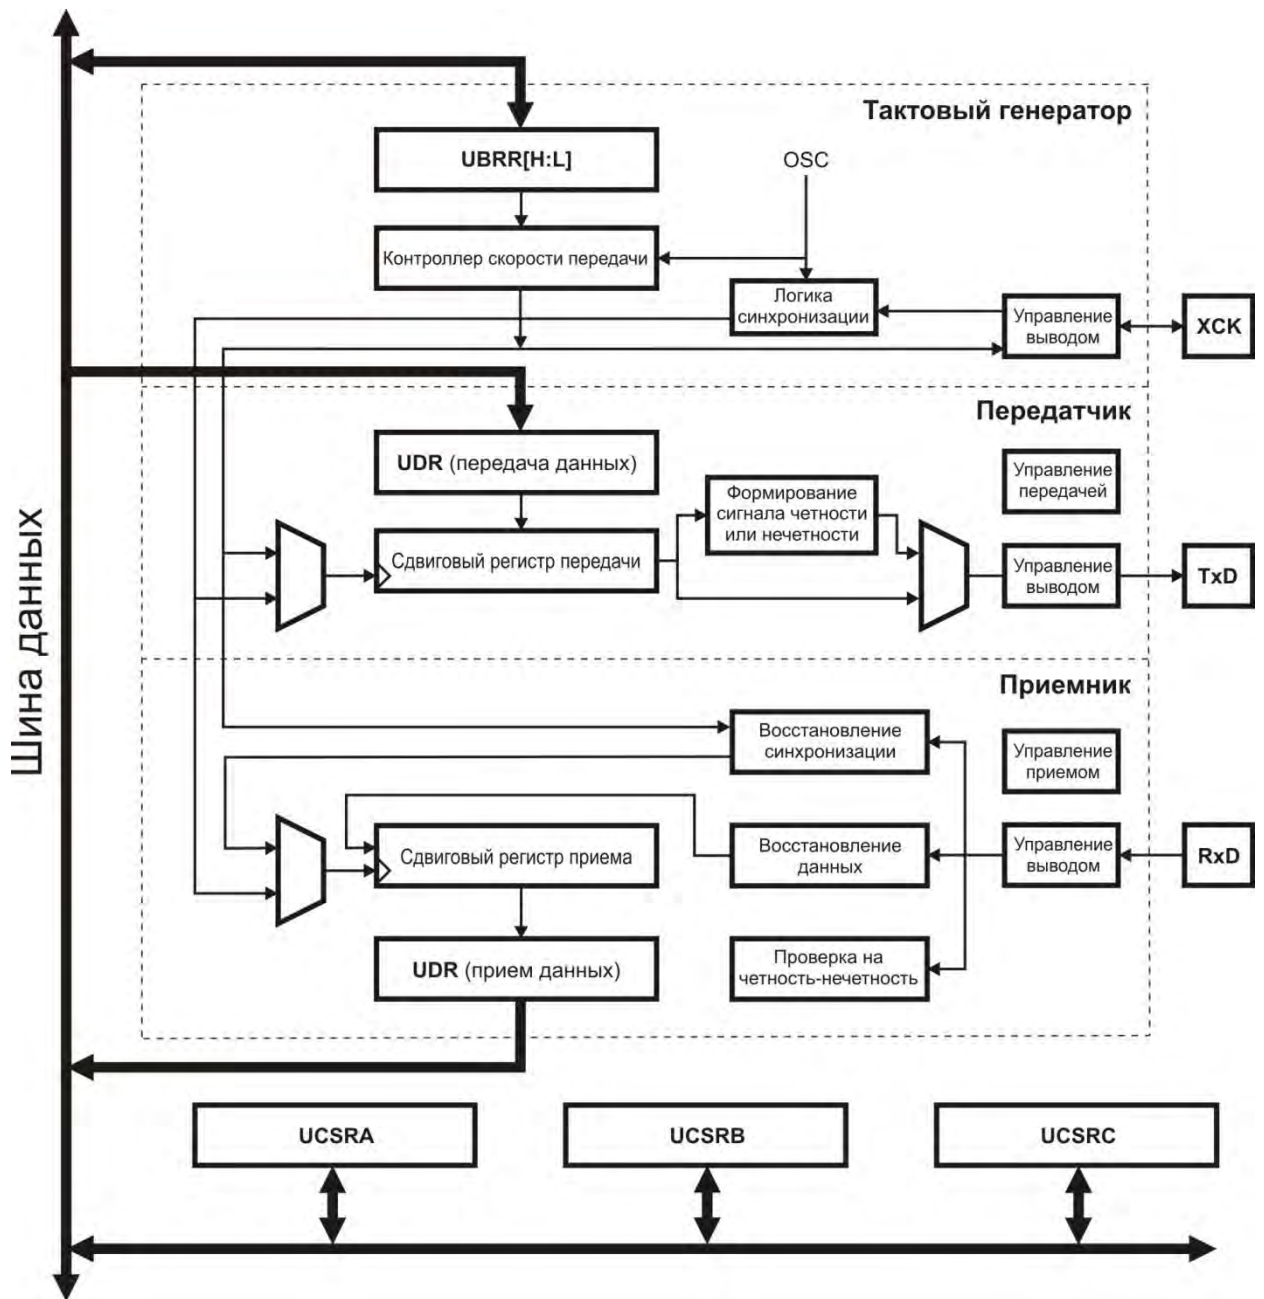 Шина данных
Тактовый генератор
UBRR[H:L]
OSC
Контроллер скорости передачи
Логика
синхронизации
Управление
выводом
XCK
Передатчик
UDR (передача данных)
Управление
передачей
Формирование
сигнала четности
или нечетности
Сдвиговый регистр передачи
Управление
выводом
TxD
Приемник
Восстановление
синхронизации
Управление
приемом
Сдвиговый регистр приема
Восстановление
данных
Управление
выводом
RxD
UDR (прием данных)
Проверка на
четность-нечетность
UCSRA
UCSRB
UCSRC